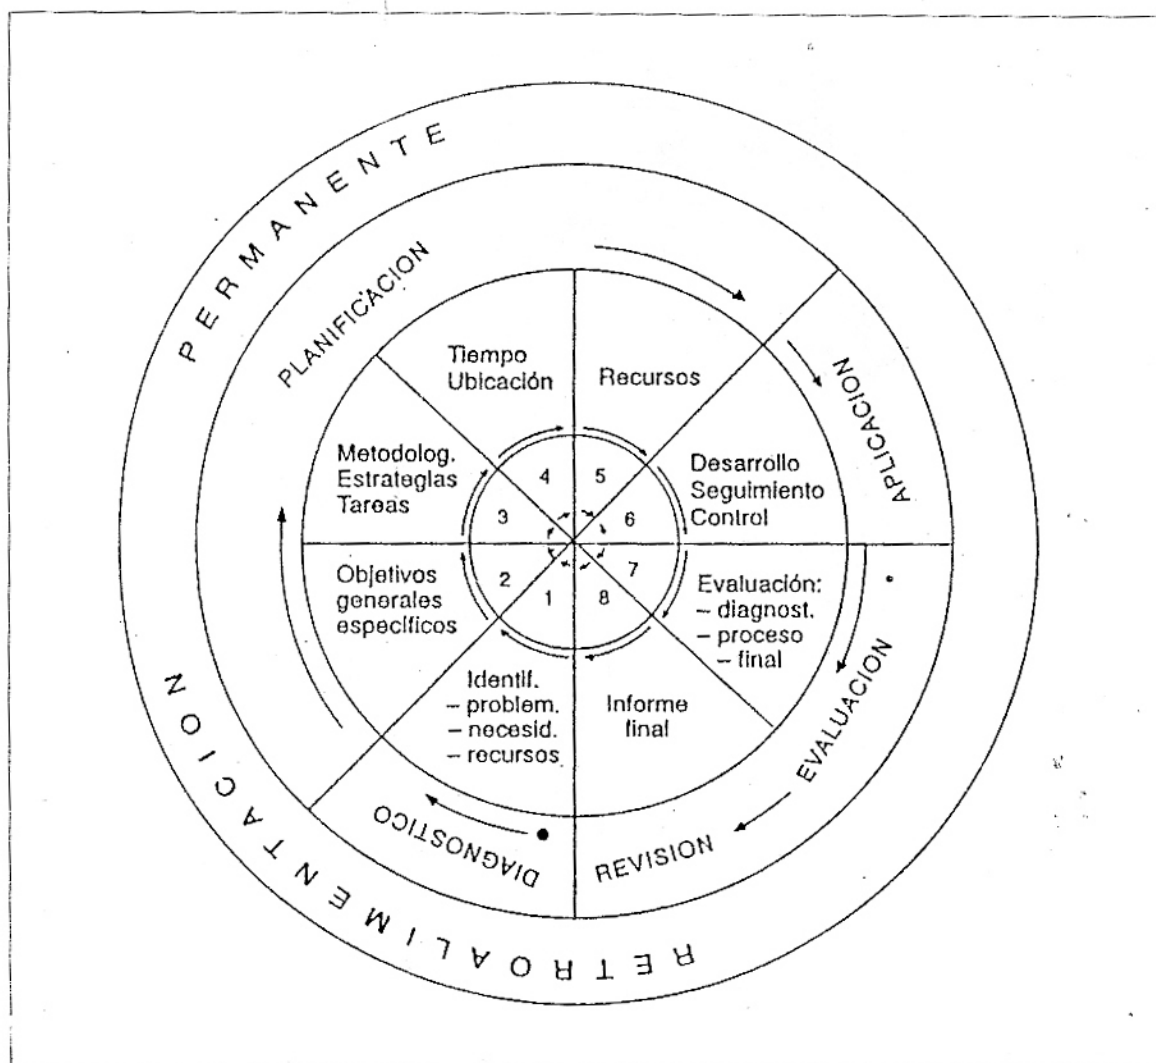 RETROALIMENTACION
PERMANENTE
DIAGNOSTICO
PLANIFICACION
APLICACION
EVALUACION
REVISION
Identif.
– problem.
– necesid.
– recursos
Objetivos
generales
específicos
Metodolog.
Estrategias
Tareas
Tiempo
Ubicación
Recursos
Desarrollo
Seguimiento
Control
Evaluación:
– diagnost.
– proceso
– final
Informe
final
1
2
3
4
5
6
7
8